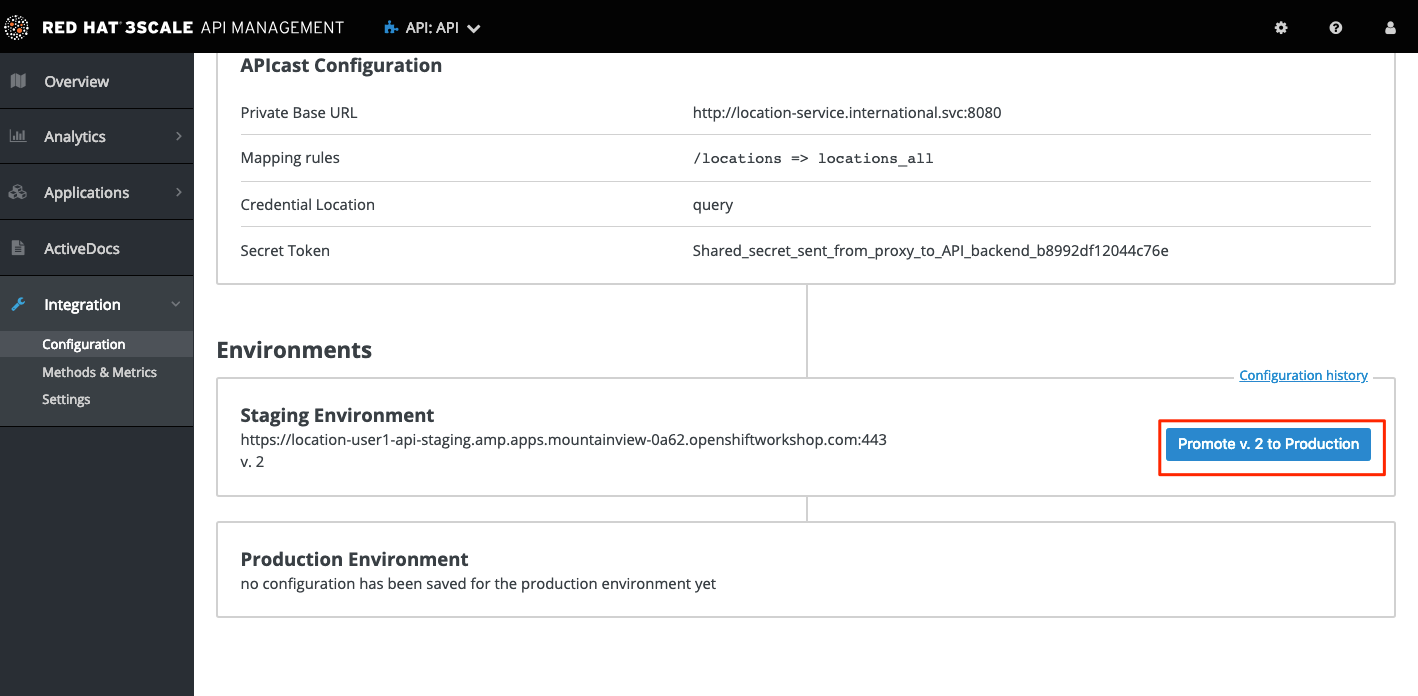 RED HAT 3SCALE API MANAGEMENT
API: API
Overview
Analytics
Applications
ActiveDocs
Integration
Configuration
Methods & Metrics
Settings
APIcast Configuration
Private Base URL http://location-service.international.svc:8080
Mapping rules /locations => locations_all
Credential Location query
Secret Token Shared_secret_sent_from_proxy_to_API_backend_b8992df12044c76e
Environments
Configuration history
Staging Environment
https://location-user1-api-staging.amp.apps.mountainview-0a62.openshiftworkshop.com:443
v. 2
Promote v. 2 to Production
Production Environment
no configuration has been saved for the production environment yet